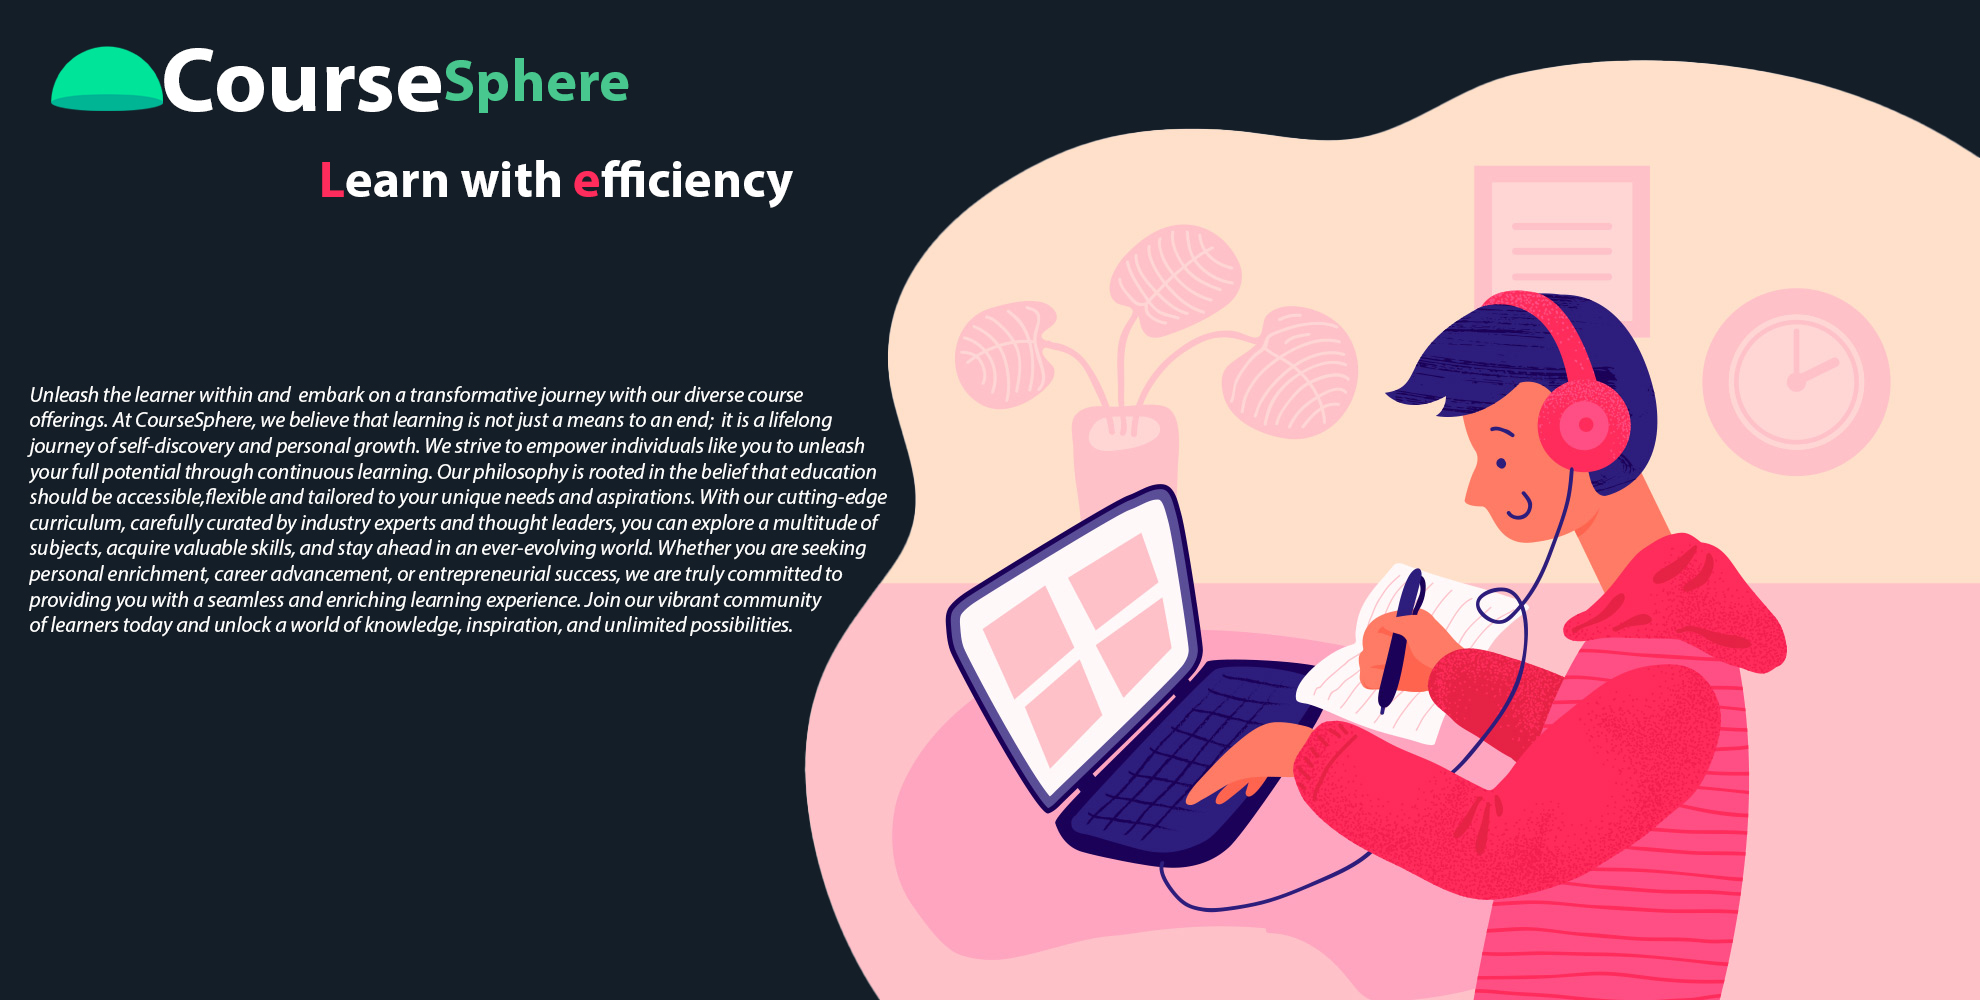 CourseSphere
Learn with efficiency
Unleash the learner within and  embark on a transformative journey with our diverse course
offerings. At CourseSphere, we believe that learning is not just a means to an end;  it is a lifelong
journey of self-discovery and personal growth. We strive to empower individuals like you to unleash
your full potential through continuous learning. Our philosophy is rooted in the belief that education
should be accessible,flexible and tailored to your unique needs and aspirations. With our cutting-edge
curriculum, carefully curated by industry experts and thought leaders, you can explore a multitude of
subjects, acquire valuable skills, and stay ahead in an ever-evolving world. Whether you are seeking
personal enrichment, career advancement, or entrepreneurial success, we are truly committed to
providing you with a seamless and enriching learning experience. Join our vibrant community
of learners today and unlock a world of knowledge, inspiration, and unlimited possibilities.